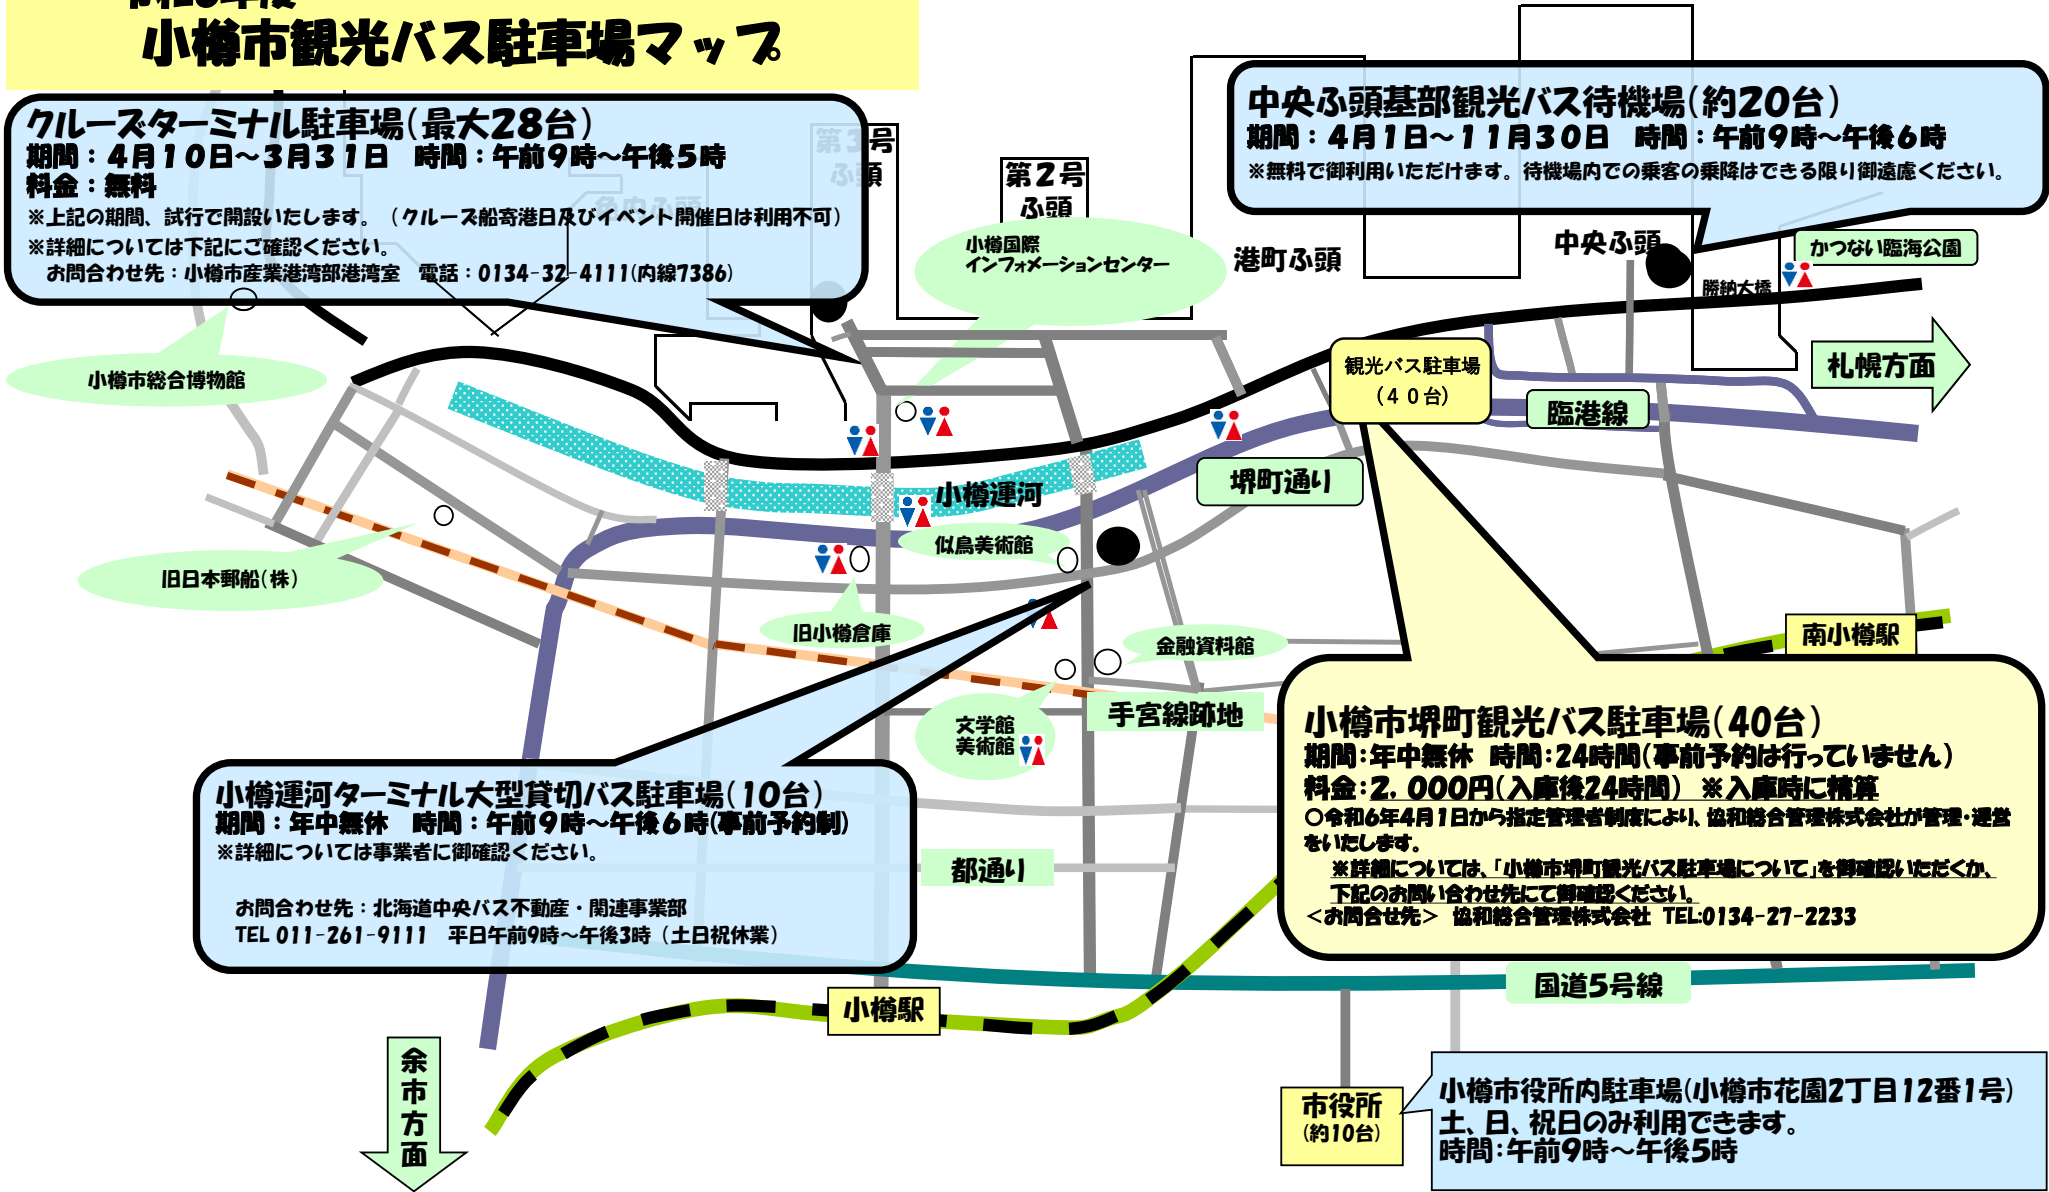 小樽市観光バス駐車場マップ
クルーズターミナル駐車場(最大28台)
期間：4月10日～3月31日　時間：午前9時～午後5時
料金：無料
※上記の期間、試行で開設いたします。（クルーズ船寄港日及びイベント開催日は利用不可）
※詳細については下記にご確認ください。
お問合わせ先：小樽市産業港湾部港湾室　電話：0134-32-4111(内線7386)
第3号
ふ頭
第2号
ふ頭
小樽国際
インフォメーションセンター
港町ふ頭
中央ふ頭基部観光バス待機場(約20台)
期間：4月1日～11月30日　時間：午前9時～午後6時
※無料で御利用いただけます。待機場内での乗客の乗降はできる限り御遠慮ください。
中央ふ頭
かつない臨海公園
勝納大橋
札幌方面
観光バス駐車場
(40台)
臨港線
小樽市総合博物館
堺町通り
小樽運河
似鳥美術館
旧日本郵船(株)
旧小樽倉庫
金融資料館
南小樽駅
文学館
美術館
手宮線跡地
小樽市堺町観光バス駐車場(40台)
期間:年中無休　時間:24時間(事前予約は行っていません)
料金:2,000円(入庫後24時間)　※入庫時に精算
○令和6年4月1日から指定管理者制度により、協和総合管理株式会社が管理・運営
をいたします。
※詳細については、「小樽市堺町観光バス駐車場について」を御確認いただくか、
下記のお問い合わせ先にて御確認ください。
＜お問合せ先＞　協和総合管理株式会社　TEL:0134-27-2233
小樽運河ターミナル大型貸切バス駐車場(10台)
期間：年中無休　時間：午前9時～午後6時(事前予約制)
※詳細については事業者に御確認ください。
お問合わせ先：北海道中央バス不動産・関連事業部
TEL 011-261-9111　平日午前9時～午後3時（土日祝休業）
都通り
国道5号線
小樽駅
余市方面
市役所
(約10台)
小樽市役所内駐車場(小樽市花園2丁目12番1号)
土、日、祝日のみ利用できます。
時間:午前9時～午後5時